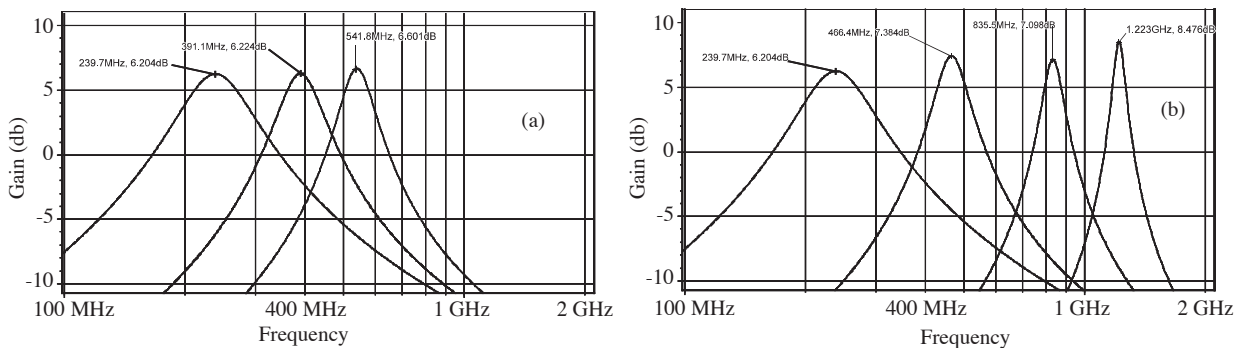 10
5
0
-5
-10
Gain (db)
239.7MHz, 6.204dB
391.1MHz, 6.224dB
541.8MHz, 6.601dB
(a)
100 MHz
400 MHz
1 GHz
2 GHz
Frequency
10
5
0
-5
-10
Gain (db)
239.7MHz, 6.204dB
466.4MHz, 7.384dB
835.5MHz, 7.098dB
1.223GHz, 8.476dB
(b)
100 MHz
400 MHz
1 GHz
2 GHz
Frequency